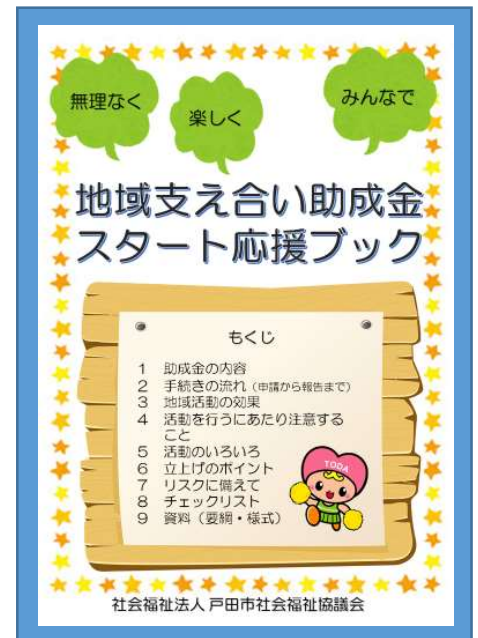 無理なく
楽しく
みんなで
地域支え合い助成金
スタート応援ブック
もくじ
1 助成金の内容
2 手続きの流れ（申請から報告まで）
3 地域活動の効果
4 活動を行うにあたり注意する
こと
5 活動のいろいろ
6 立上げのポイント
7 リスクに備えて
8 チェックリスト
9 資料（要綱・様式）
TODA
社会福祉法人 戸田市社会福祉協議会